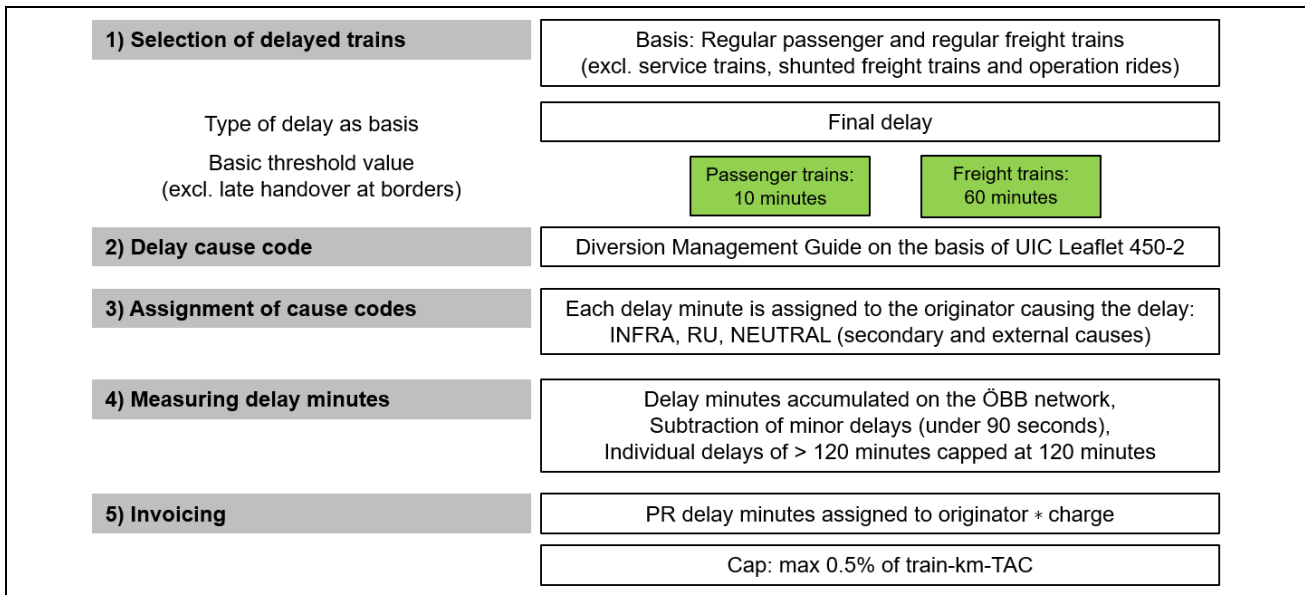 1) Selection of delayed trains
Basis: Regular passenger and regular freight trains
(excl. service trains, shunted freight trains and operation rides)
Type of delay as basis
Final delay
Basic threshold value
(excl. late handover at borders)
Passenger trains:
10 minutes
Freight trains:
60 minutes
2) Delay cause code
Diversion Management Guide on the basis of UIC Leaflet 450-2
3) Assignment of cause codes
Each delay minute is assigned to the originator causing the delay:
INFRA, RU, NEUTRAL (secondary and external causes)
4) Measuring delay minutes
Delay minutes accumulated on the ÖBB network,
Subtraction of minor delays (under 90 seconds),
Individual delays of > 120 minutes capped at 120 minutes
5) Invoicing
PR delay minutes assigned to originator * charge
Cap: max 0.5% of train-km-TAC